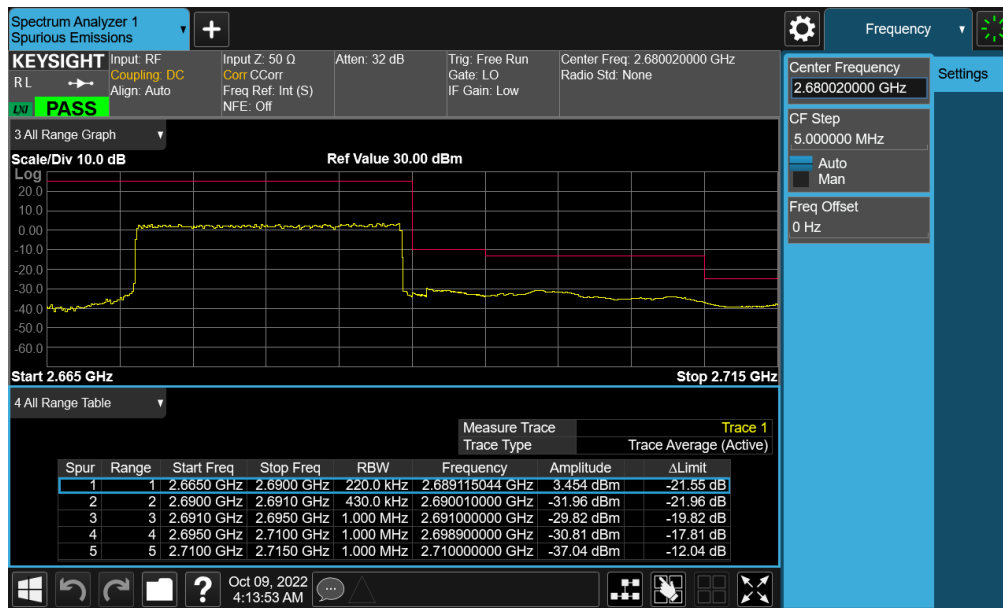 Spectrum Analyzer 1
Spurious Emissions
Frequency
KEYSIGHT
R L
LXI
PASS
Input: RF
Coupling: DC
Align: Auto
Input Z: 50 Ω
Corr CCorr
Freq Ref: Int (S)
NFE: Off
Atten: 32 dB
Trig: Free Run
Gate: LO
IF Gain: Low
Center Freq: 2.680020000 GHz
Radio Std: None
Center Frequency
2.680020000 GHz
Settings
CF Step
5.000000 MHz
Auto
Man
Freq Offset
0 Hz
3 All Range Graph
Scale/Div 10.0 dB
Ref Value 30.00 dBm
Log
20.0
10.0
0.00
-10.0
-20.0
-30.0
-40.0
-50.0
-60.0
Start 2.665 GHz
Stop 2.715 GHz
4 All Range Table
Measure Trace Trace 1
Trace Type Trace Average (Active)
Spur Range Start Freq Stop Freq RBW Frequency Amplitude ΔLimit
1 1 2.6650 GHz 2.6900 GHz 220.0 kHz 2.689115044 GHz 3.454 dBm -21.55 dB
2 2 2.6900 GHz 2.6910 GHz 430.0 kHz 2.690010000 GHz -31.96 dBm -21.96 dB
3 3 2.6910 GHz 2.6950 GHz 1.000 MHz 2.691000000 GHz -29.82 dBm -19.82 dB
4 4 2.6950 GHz 2.7100 GHz 1.000 MHz 2.698900000 GHz -30.81 dBm -17.81 dB
5 5 2.7100 GHz 2.7150 GHz 1.000 MHz 2.710000000 GHz -37.04 dBm -12.04 dB
?
Oct 09, 2022
4:13:53 AM